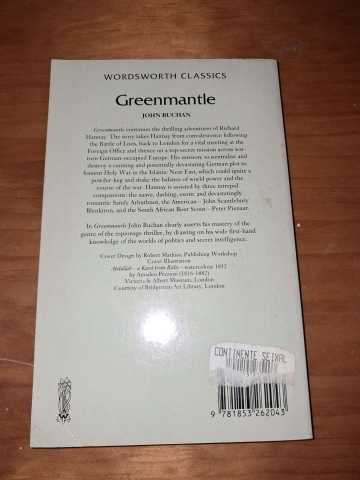 WORDSWORTH CLASSICS
Greenmantle
JOHN BUCHAN
Greenmantle continues the thrilling adventures of Richard
Hannay. The story takes Hannay from convalescence following
the Battle of Loos, back to London for a vital meeting at the
Foreign Office and thence on a top-secret mission across war-
torn German-occupied Europe. His mission; to neutralise and
destroy a cunning and potentially devastating German plot to
foment Holy War in the Islamic Near East, which could ignite a
powder-keg and shake the balance of world power and the
course of the war. Hannay is assisted by three intrepid
companions: the suave, dashing, exotic and devastatingly
romantic Sandy Arbuthnot, the American - John Scantlebury
Blenkiron, and the South African Boer Scout - Peter Pienaar.
In Greenmantle John Buchan clearly asserts his mastery of the
genre of the espionage thriller, by drawing on his wide first-
hand knowledge of the worlds of politics and secret intelligence.
Cover Design by Robert Mathias, Publishing Workshop
Cover Illustration
Abdullah - a Kurd from - watercolour 1852
by Amadeo Preziosi (1816-1882)
Victoria & Albert Museum, London
Courtesy of Bridgeman Art Library, London
CONTINENTE SEIXAL
9 781853 262043